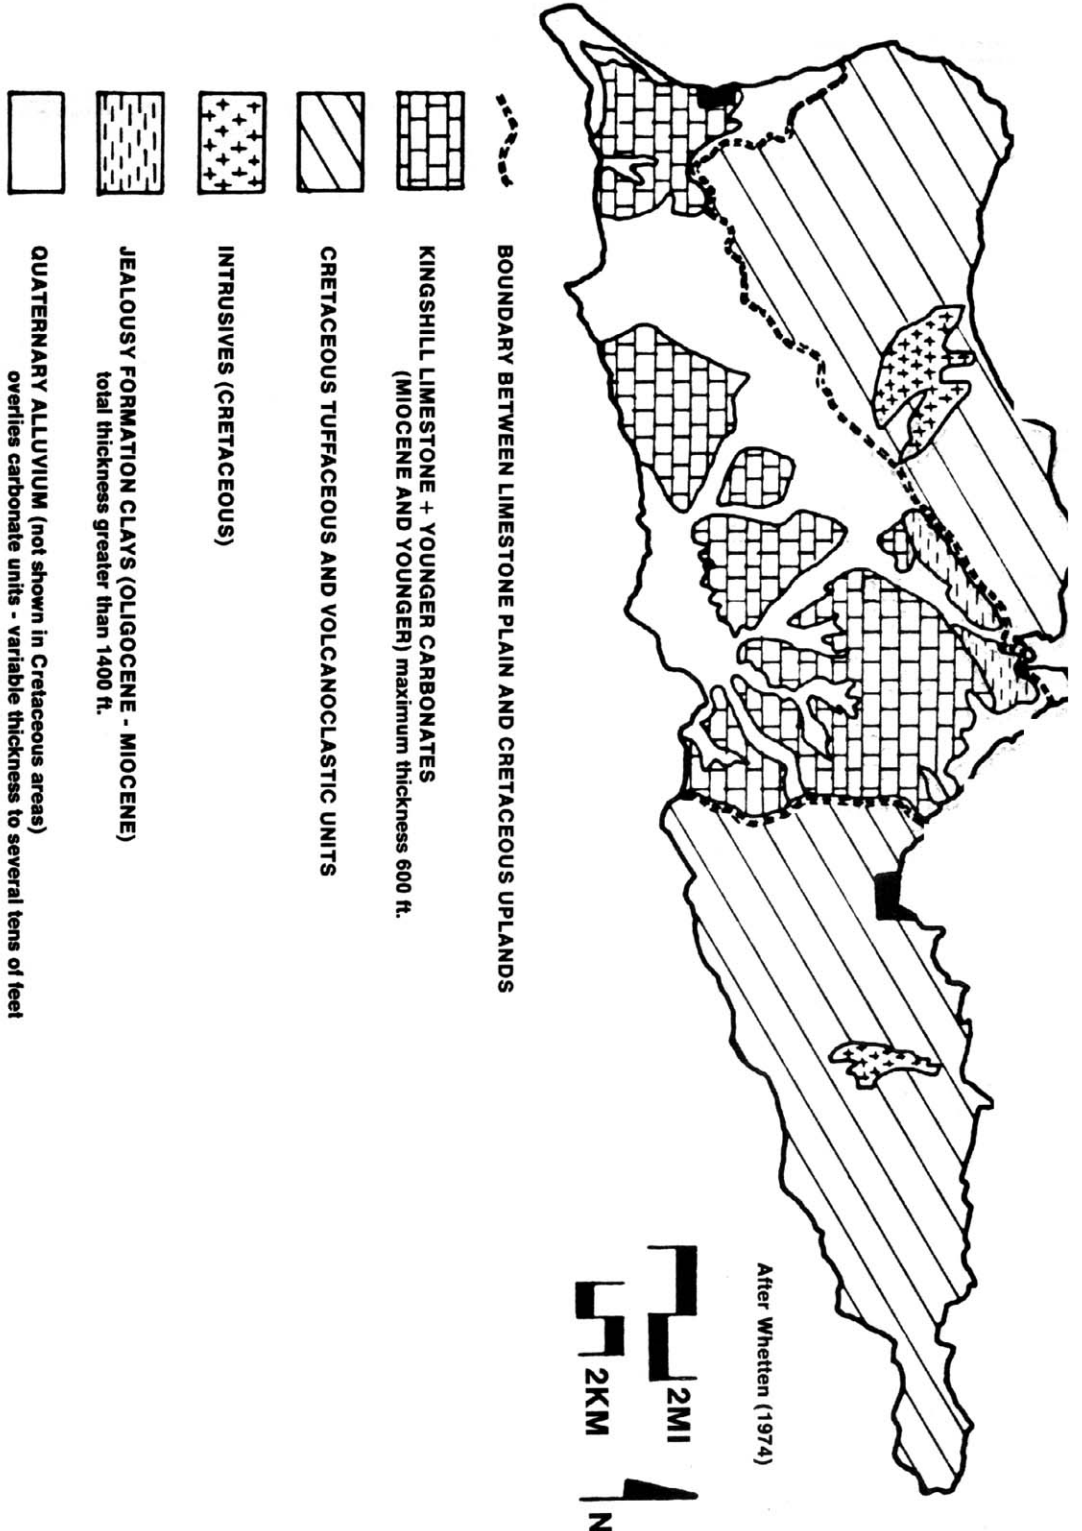 After Whetten (1974)
2MI
2KM
N
BOUNDARY BETWEEN LIMESTONE PLAIN AND CRETACEOUS UPLANDS
KINGSHILL LIMESTONE + YOUNGER CARBONATES
(MIOCENE AND YOUNGER) maximum thickness 600 ft.
CRETACEOUS TUFFACEOUS AND VOLCANOCLASTIC UNITS
INTRUSIVES (CRETACEOUS)
JEALOUSY FORMATION CLAYS (OLIGOCENE - MIOCENE)
total thickness greater than 1400 ft.
QUATERNARY ALLUVIUM (not shown in Cretaceous areas)
overlies carbonate units - variable thickness to several tens of feet